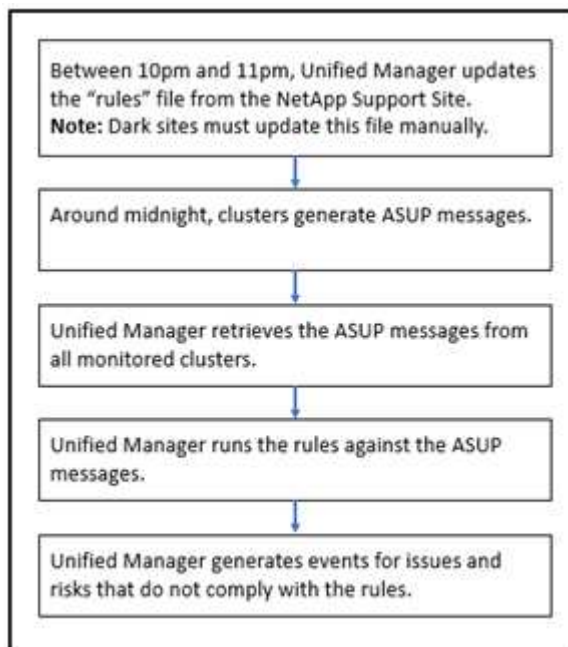 Between 10pm and 11pm, Unified Manager updates
the “rules” file from the NetApp Support Site.
Note: Dark sites must update this file manually.
Around midnight, clusters generate ASUP messages.
Unified Manager retrieves the ASUP messages from
all monitored clusters.
Unified Manager runs the rules against the ASUP
messages.
Unified Manager generates events for issues and
risks that do not comply with the rules.